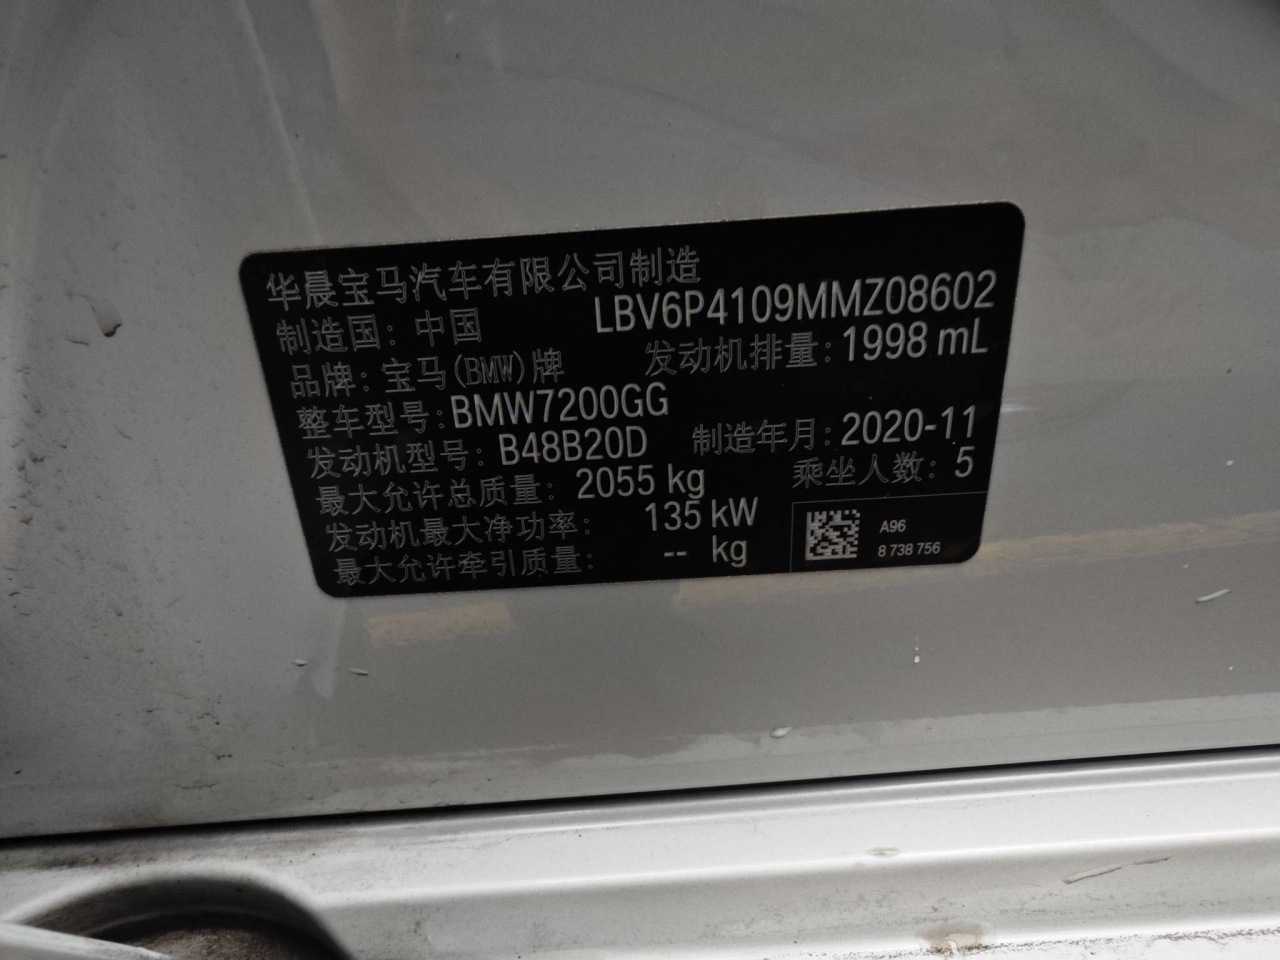 华晨宝马汽车有限公司制造
LBV6P4109MMZ08602
制造国: 中国
品牌: 宝马(BMW)牌 发动机排量: 1998 mL
整车型号: BMW7200GG
发动机型号: B48B20D 制造年月: 2020-11
最大允许总质量: 2055 kg 乘坐人数: 5
发动机最大净功率: 135 kW
最大允许牵引质量: -- kg
A96
8 738 756